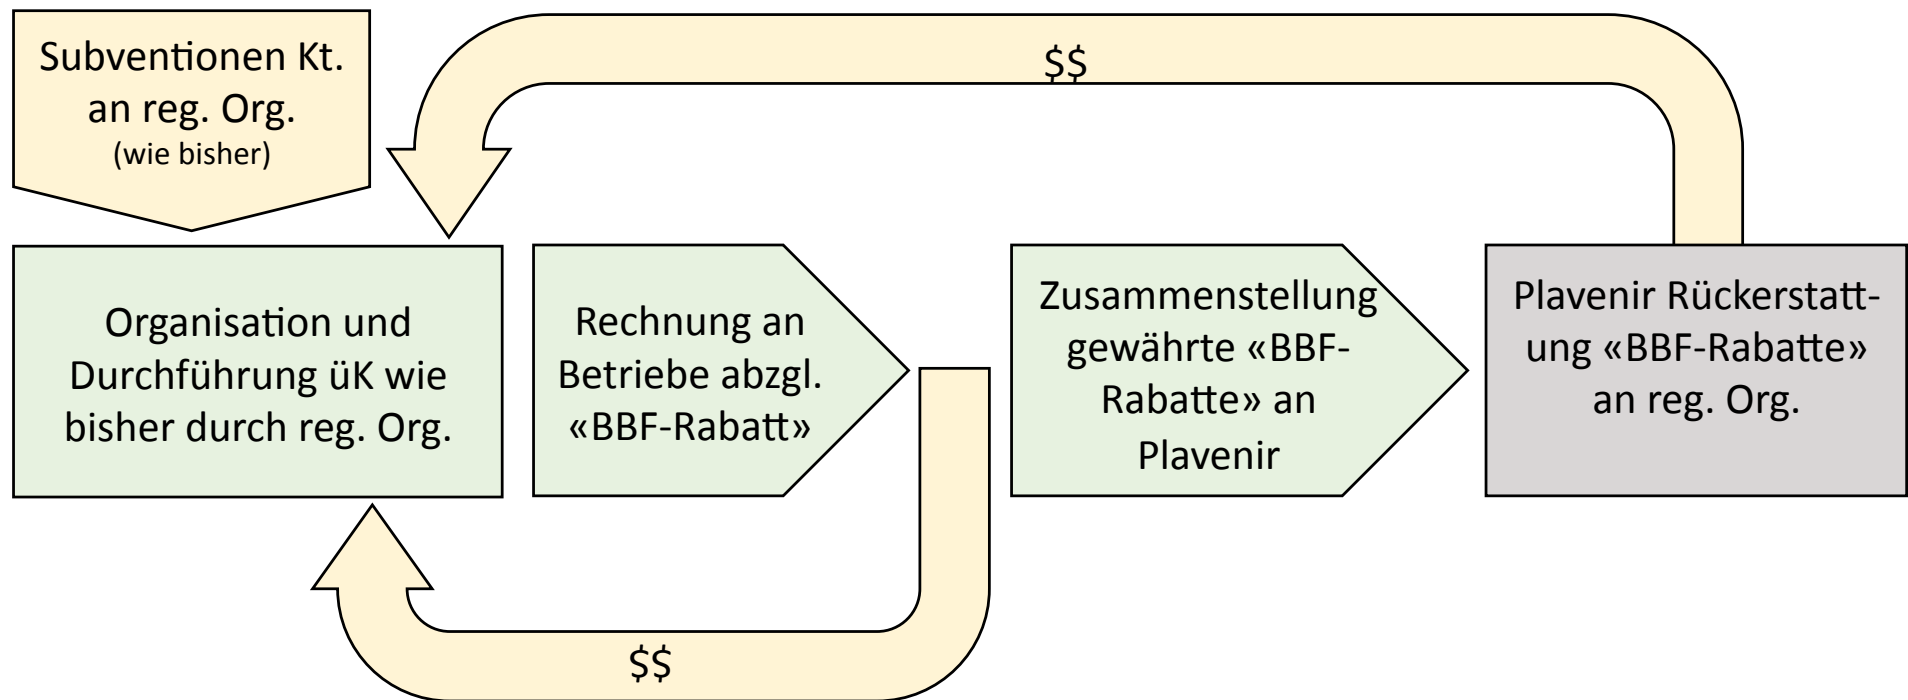 Subventionen Kt.
an reg. Org.
(wie bisher)
$$
Organisation und
Durchführung üK wie
bisher durch reg. Org.
Rechnung an
Betriebe abzgl.
«BBF-Rabatt»
Zusammenstellung
gewährte «BBF-
Rabatte» an
Plavenir
Plavenir Rückerstatt-
ung «BBF-Rabatte»
an reg. Org.
$$